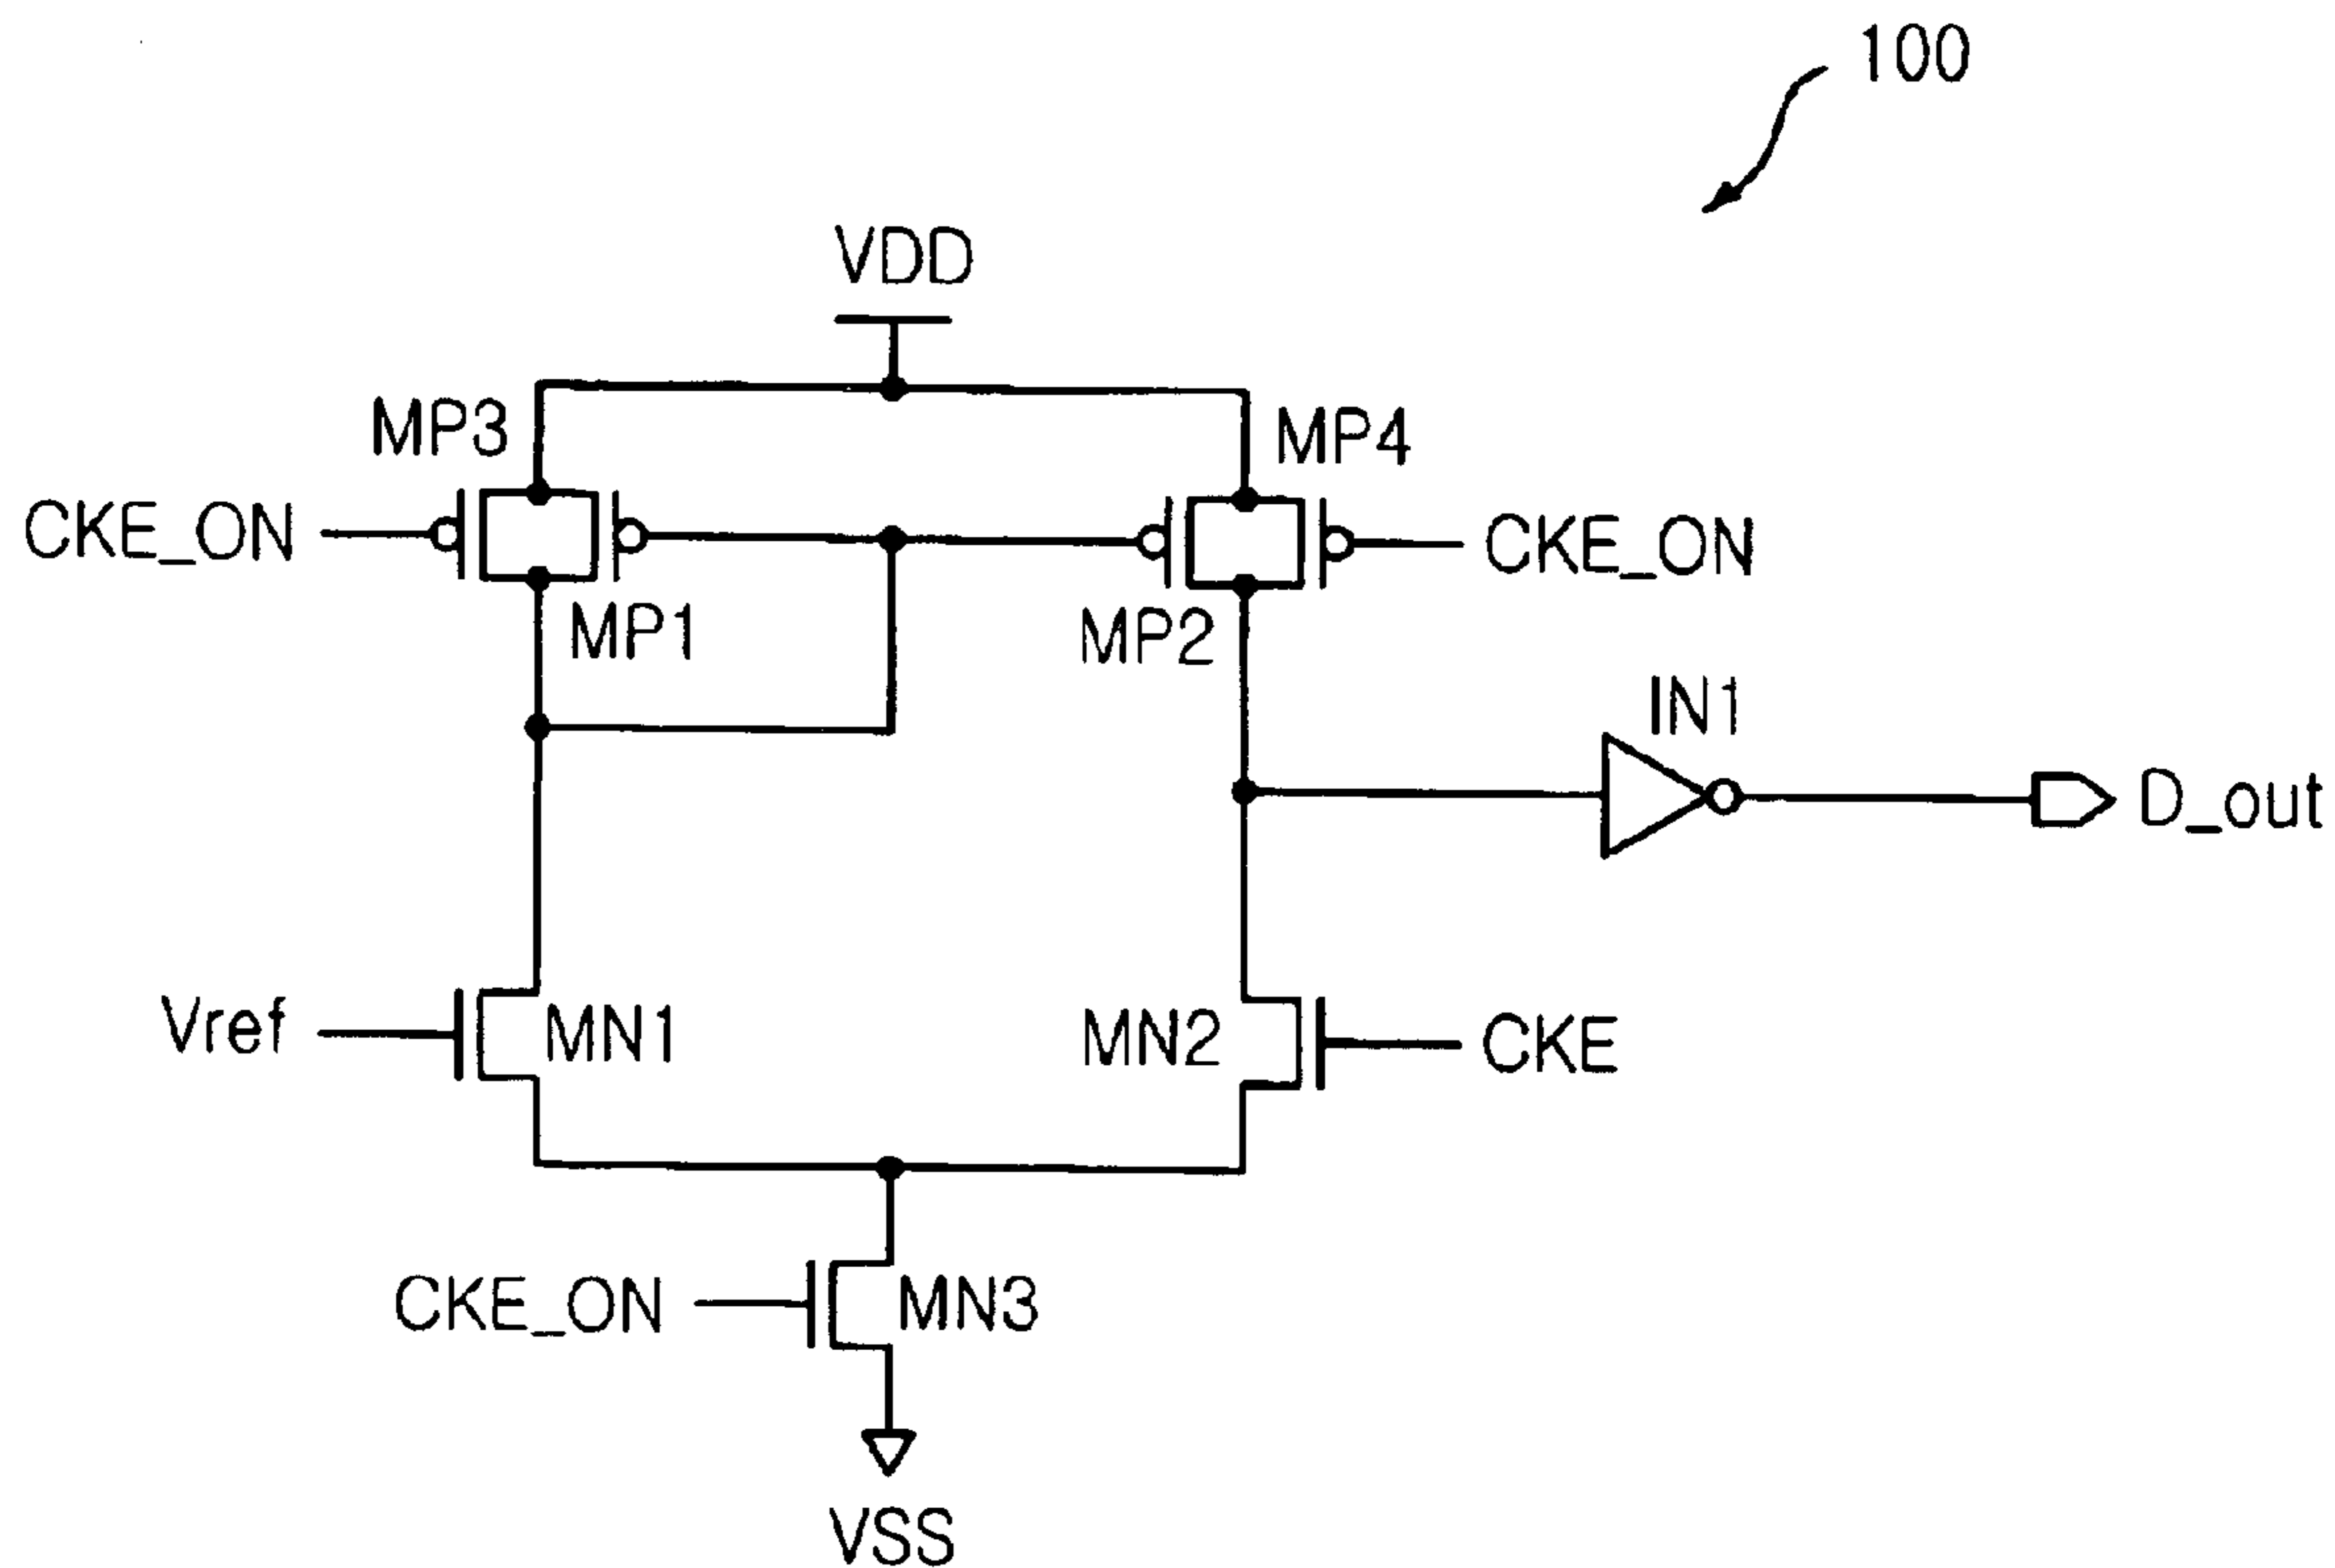 100
VDD
MP3
MP4
CKE_ON
CKE_ON
MP1
MP2
IN1
D_out
Vref
MN1
MN2
CKE
CKE_ON
MN3
VSS